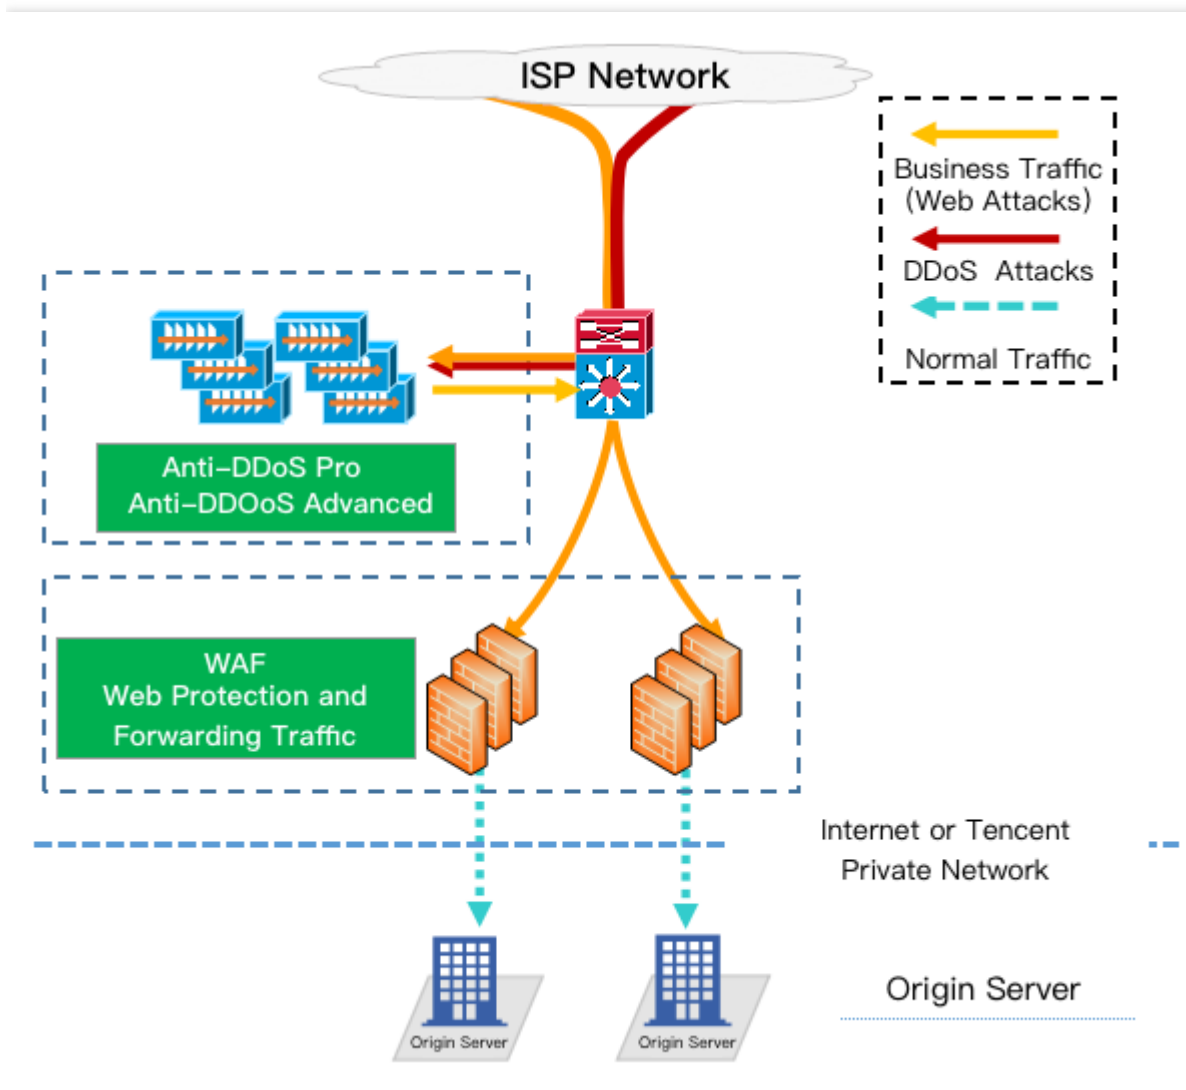 ISP Network
Business Traffic
(Web Attacks)
DDoS Attacks
Normal Traffic
Anti-DDoS Pro
Anti-DDOoS Advanced
WAF
Web Protection and
Forwarding Traffic
Internet or Tencent
Private Network
Origin Server
Origin Server
Origin Server